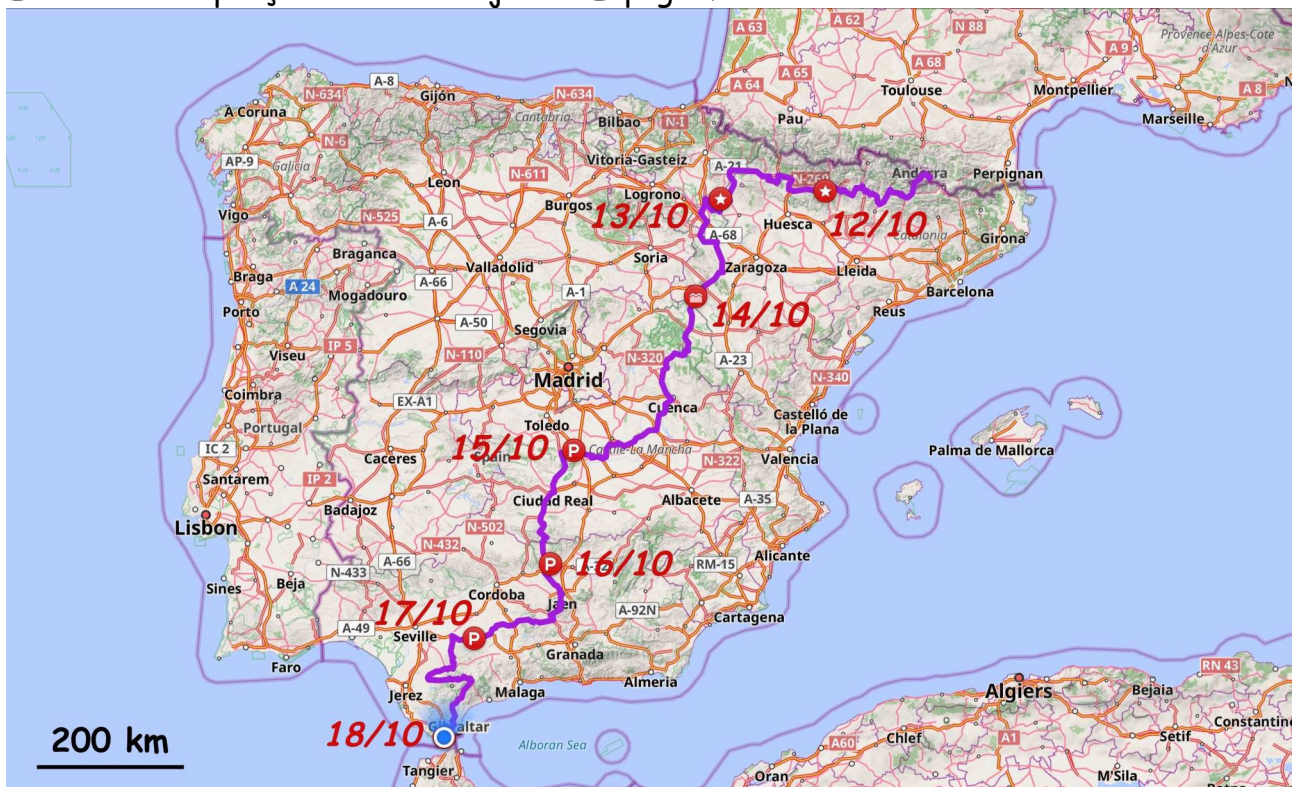 A 63
A 62
N 88
Provence-Alpes-Cote
d'Azur
A 9
A 65
A 68
A 64
Toulouse
Montpellier
A 8
A-8
N-634
Gijón
N-634
A Coruna
Cantabria
Bilbao
N-I
Pau
Marseille
N-6
Vitoria-Gasteiz
A-21
AP-9
Galicia
Leon
N-611
Logrono
N-260
Andorra
Perpignan
Vigo
N-525
A-6
Burgos
13/10
Huesca
12/10
Catalonia
A-68
Girona
Braganca
Soria
Braga
A 24
Mogadouro
Valladolid
Zaragoza
Lleida
A-66
A-1
Barcelona
Porto
A-50
Segovia
14/10
Reus
Viseu
IP 5
N-110
N-320
A-23
Madrid
N-340
Coimbra
EX-A1
Cuenca
Castelló de
la Plana
Portugal
Toledo
IC 2
Caceres
15/10
Spain
P
Castile-La Mancha
N-322
Valencia
Palma de Mallorca
Santarem
IP 2
Badajoz
Ciudad Real
Albacete
A-35
Lisbon
N-502
N-432
Alicante
N-433
A-66
P
16/10
RM-15
Sines
Beja
Cordoba
Jaen
A-92N
17/10
Cartagena
A-49
Seville
P
Granada
Faro
Almeria
Jerez
Malaga
RN 43
Algiers
Bejaia
18/10
Gibraltar
Constantine
200 km
Alboran Sea
A60
Chlef
A1
Setif
Tangier
Oran
M'Sila